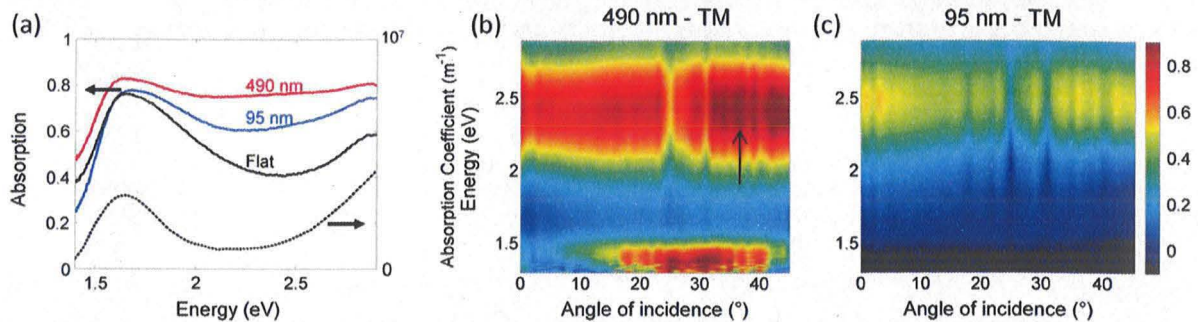 (a)
1
0.8
0.6
0.4
0.2
0
Absorption
490 nm
95 nm
Flat
10⁷
0
1.5
2
2.5
Energy (eV)
Absorption Coefficient (m⁻¹)
(b)
490 nm - TM
Energy (eV)
2.5
2
1.5
0
10
20
30
40
Angle of incidence (°)
(c)
95 nm - TM
2.5
2
1.5
0
10
20
30
40
Angle of incidence (°)
0.8
0.6
0.4
0.2
0